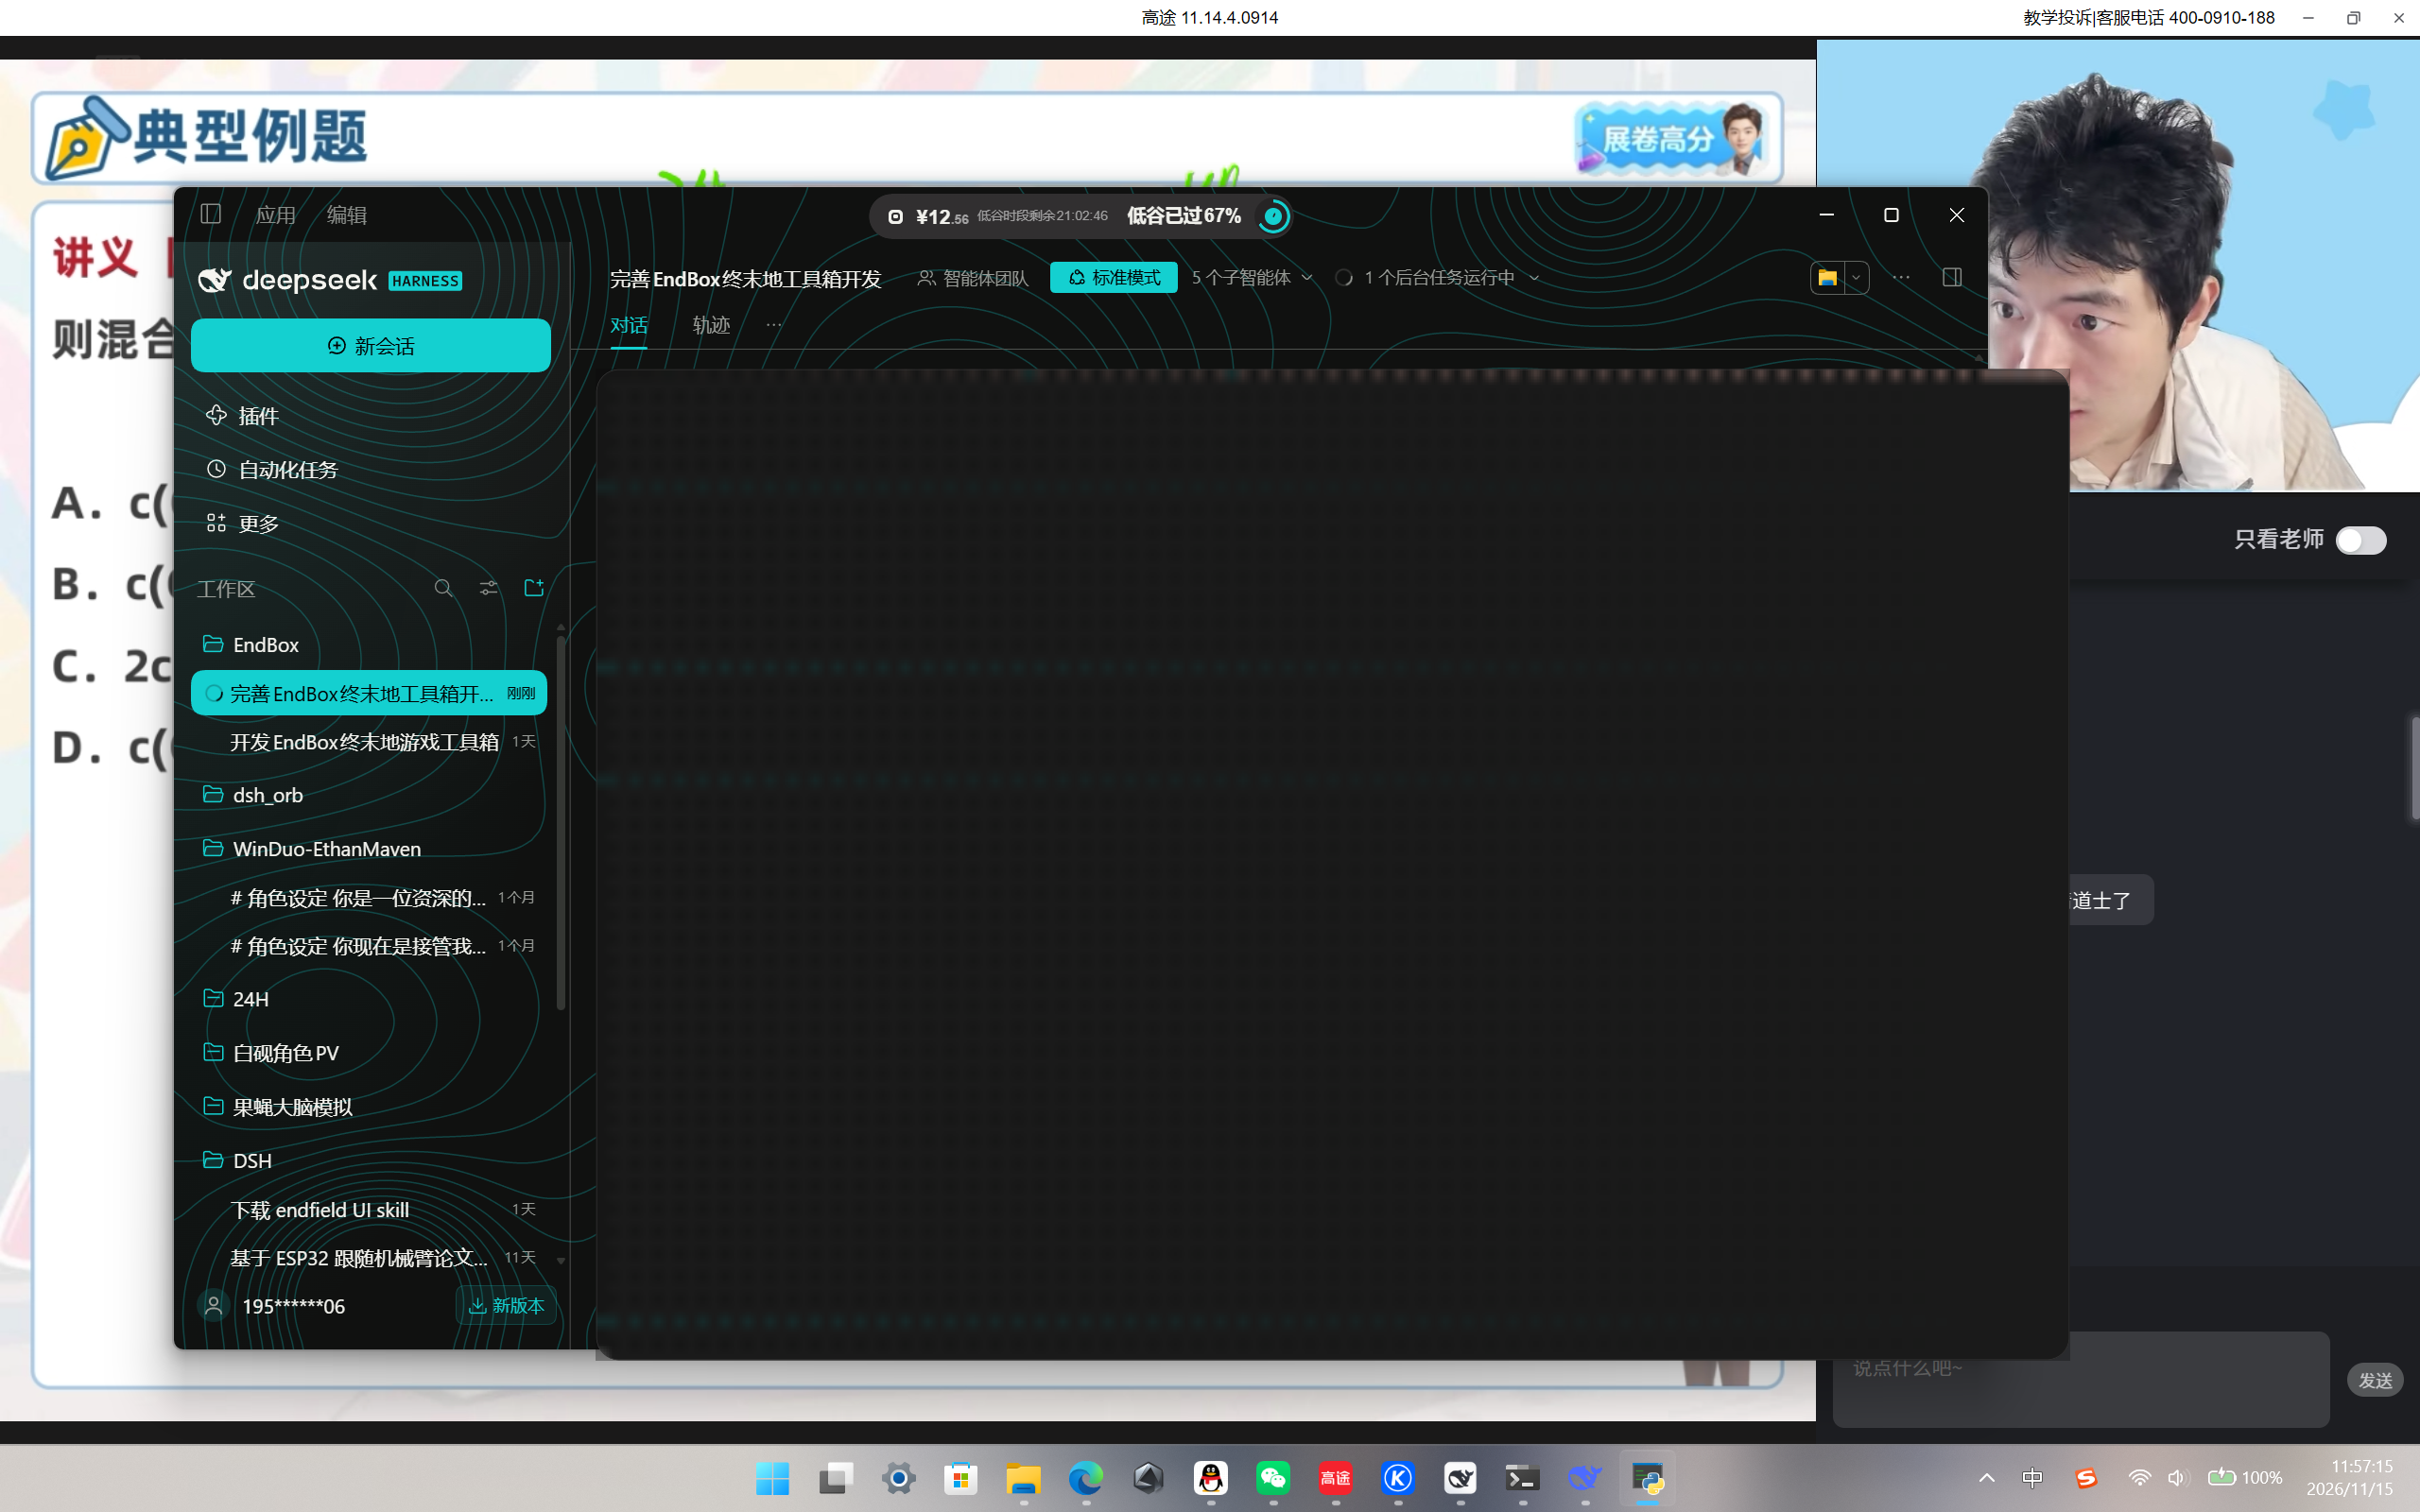 高途 11.14.4.0914
教学投诉|客服电话 400-0910-188
典型例题
展卷高分
讲义
则混合
A. c(
B. c(
C. 2c
D. c(
应用 编辑
¥12.56 低谷时段剩余21:02:46 低谷已过67%
deepseek HARNESS
新会话
插件
自动化任务
更多
工作区
EndBox
完善EndBox终末地工具箱开... 刚刚
开发EndBox终末地游戏工具箱 1天
dsh_orb
WinDuo-EthanMaven
# 角色设定 你是一位资深的... 1个月
# 角色设定 你现在是接管我... 1个月
24H
白砚角色PV
果蝇大脑模拟
DSH
下载 endfield UI skill 1天
基于 ESP32 跟随机械臂论文... 11天
195******06
新版本
完善EndBox终末地工具箱开发 智能体团队 标准模式 5 个子智能体 1 个后台任务运行中
对话 轨迹 ...
只看老师
道士了
说点什么吧~
发送
高途
中
100%
11:57:15
2026/11/15